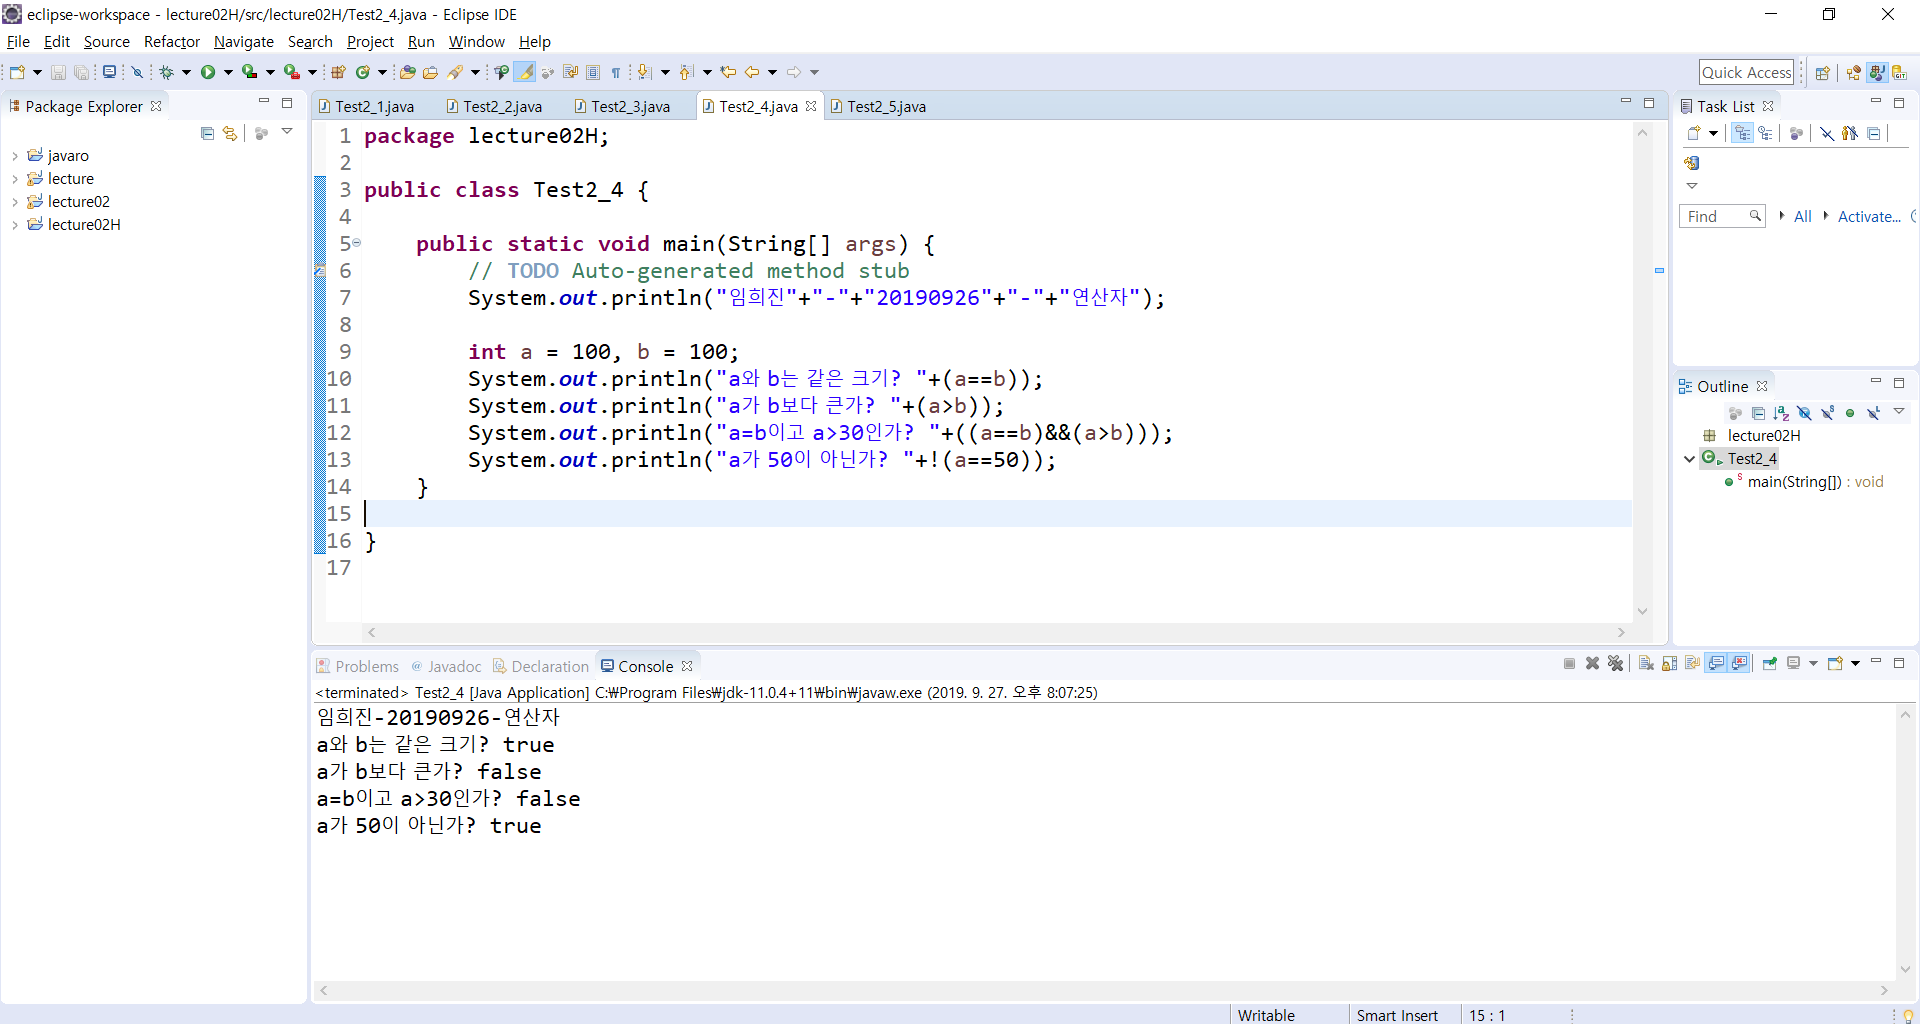 eclipse-workspace - lecture02H/src/lecture02H/Test2_4.java - Eclipse IDE
File Edit Source Refactor Navigate Search Project Run Window Help
Quick Access
Package Explorer
javaro
lecture
lecture02
lecture02H
Test2_1.java Test2_2.java Test2_3.java Test2_4.java Test2_5.java
1 package lecture02H;
2
3 public class Test2_4 {
4
5 public static void main(String[] args) {
6 // TODO Auto-generated method stub
7 System.out.println("임희진"+"-"+"20190926"+"-"+"연산자");
8
9 int a = 100, b = 100;
10 System.out.println("a와 b는 같은 크기? "+(a==b));
11 System.out.println("a가 b보다 큰가? "+(a>b));
12 System.out.println("a=b이고 a>30인가? "+((a==b)&&(a>b)));
13 System.out.println("a가 50이 아닌가? "+!(a==50));
14 }
15
16 }
17
Task List
Find All Activate...
Outline
lecture02H
Test2_4
main(String[]) : void
Problems Javadoc Declaration Console
<terminated> Test2_4 [Java Application] C:₩Program Files₩jdk-11.0.4+11₩bin₩javaw.exe (2019. 9. 27. 오후 8:07:25)
임희진-20190926-연산자
a와 b는 같은 크기? true
a가 b보다 큰가? false
a=b이고 a>30인가? false
a가 50이 아닌가? true
Writable Smart Insert 15 : 1